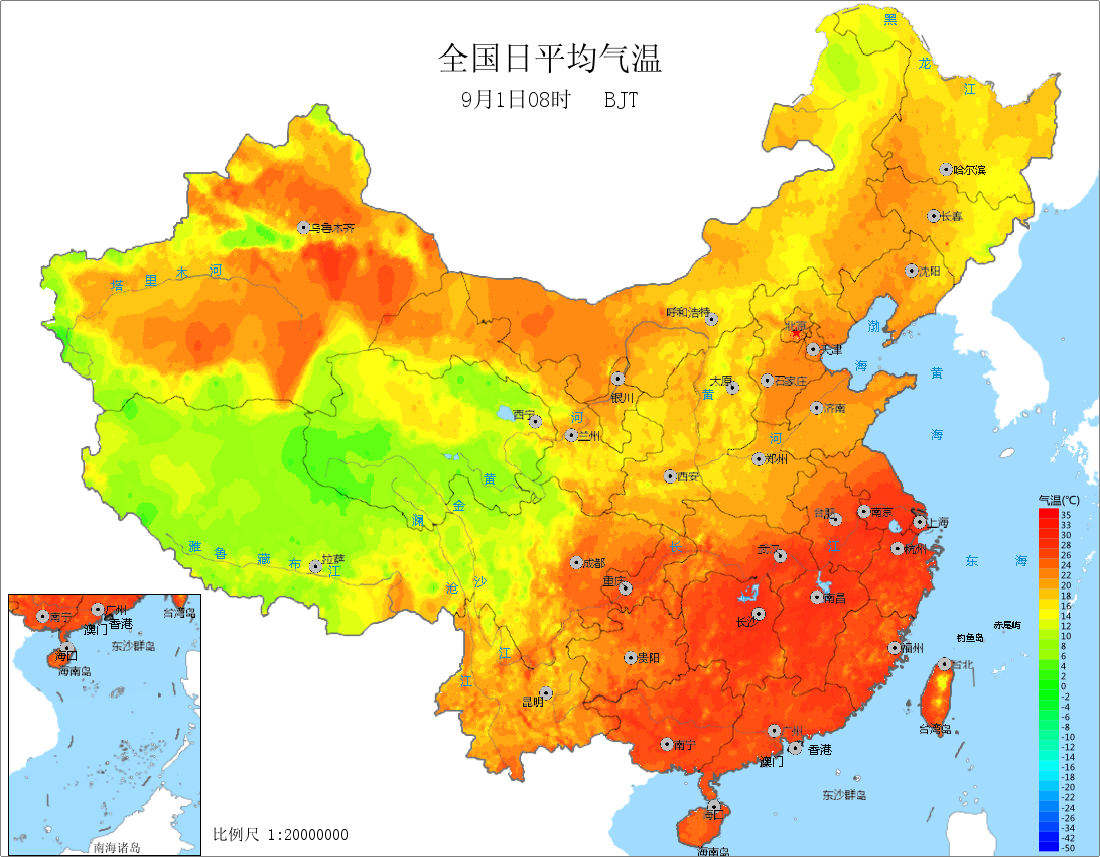 全国日平均气温
9月1日08时 BJT
黑
龙
江
哈尔滨
长春
乌鲁木齐
沈阳
塔 里 木 河
呼和浩特
北京
渤
海
天津
黄
海
太原
石家庄
银川
黄
河
济南
西宁
河
兰州
郑州
西安
黄
金
澜
气温(℃)
35
33
30
28
26
24
22
20
18
16
14
12
10
8
6
4
2
0
-2
-4
-6
-8
-10
-12
-14
-16
-18
-20
-22
-24
-26
-34
-42
-50
合肥
南京
上海
长
江
杭州
东 海
雅 鲁 藏 布 江
拉萨
成都
沧
沙
重庆
南昌
长沙
赤尾屿
钓鱼岛
江
贵阳
福州
台北
江
昆明
台湾岛
南宁
广州
香港
澳门
东沙群岛
海口
海南岛
南宁
广州
香港
澳门
台湾岛
东沙群岛
海口
海南岛
南海诸岛
比例尺 1:20000000